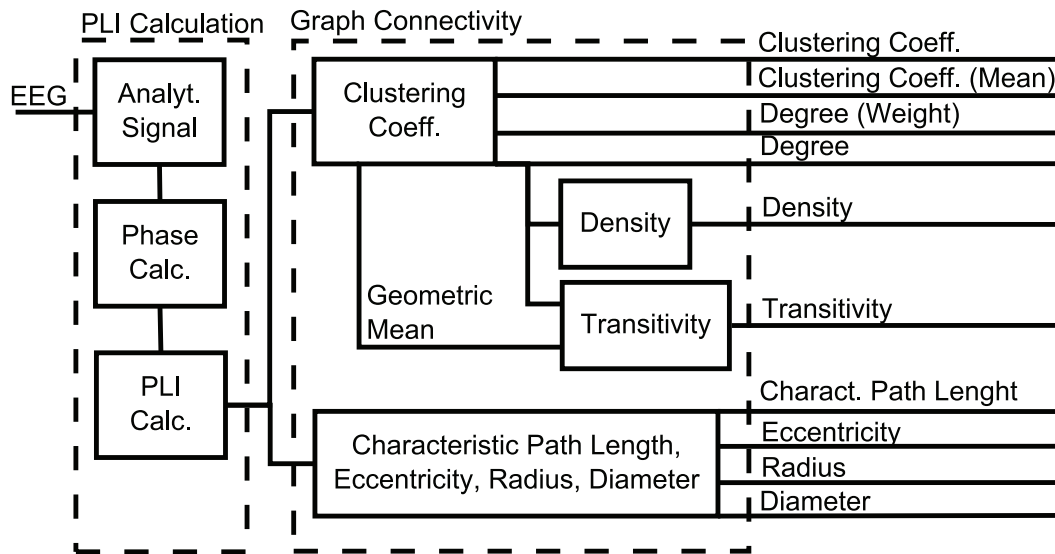 PLI Calculation
Graph Connectivity
EEG
Analyt.
Signal
Phase
Calc.
PLI
Calc.
Clustering
Coeff.
Clustering Coeff.
Clustering Coeff. (Mean)
Degree (Weight)
Degree
Density
Density
Geometric
Mean
Transitivity
Transitivity
Characteristic Path Length,
Eccentricity, Radius, Diameter
Charact. Path Lenght
Eccentricity
Radius
Diameter